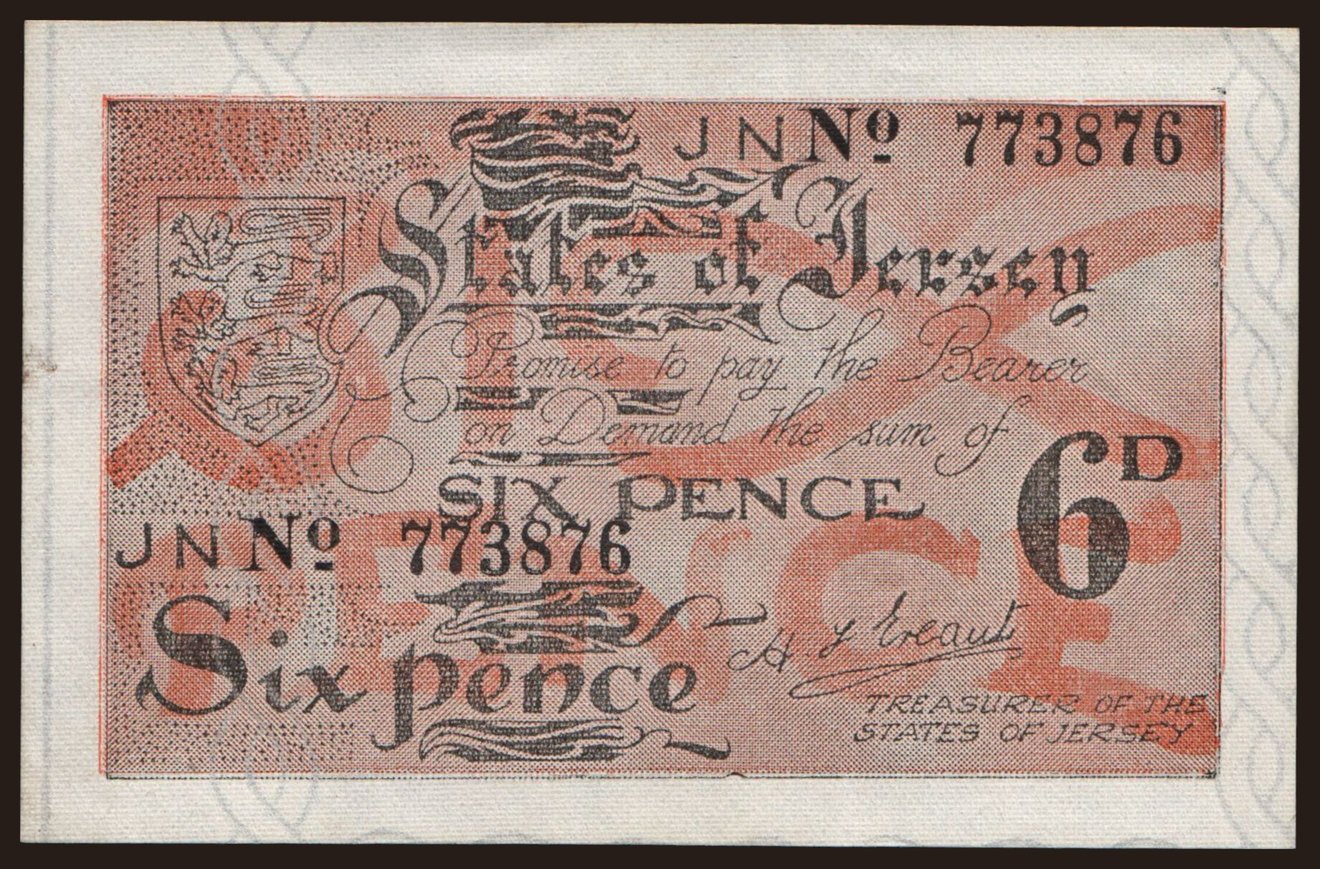 JN No 773876
States of Jersey
Promise to pay the Bearer
on Demand the sum of
SIX PENCE
6D
JN No 773876
Six pence
H F Ereaut
TREASURER OF THE
STATES OF JERSEY